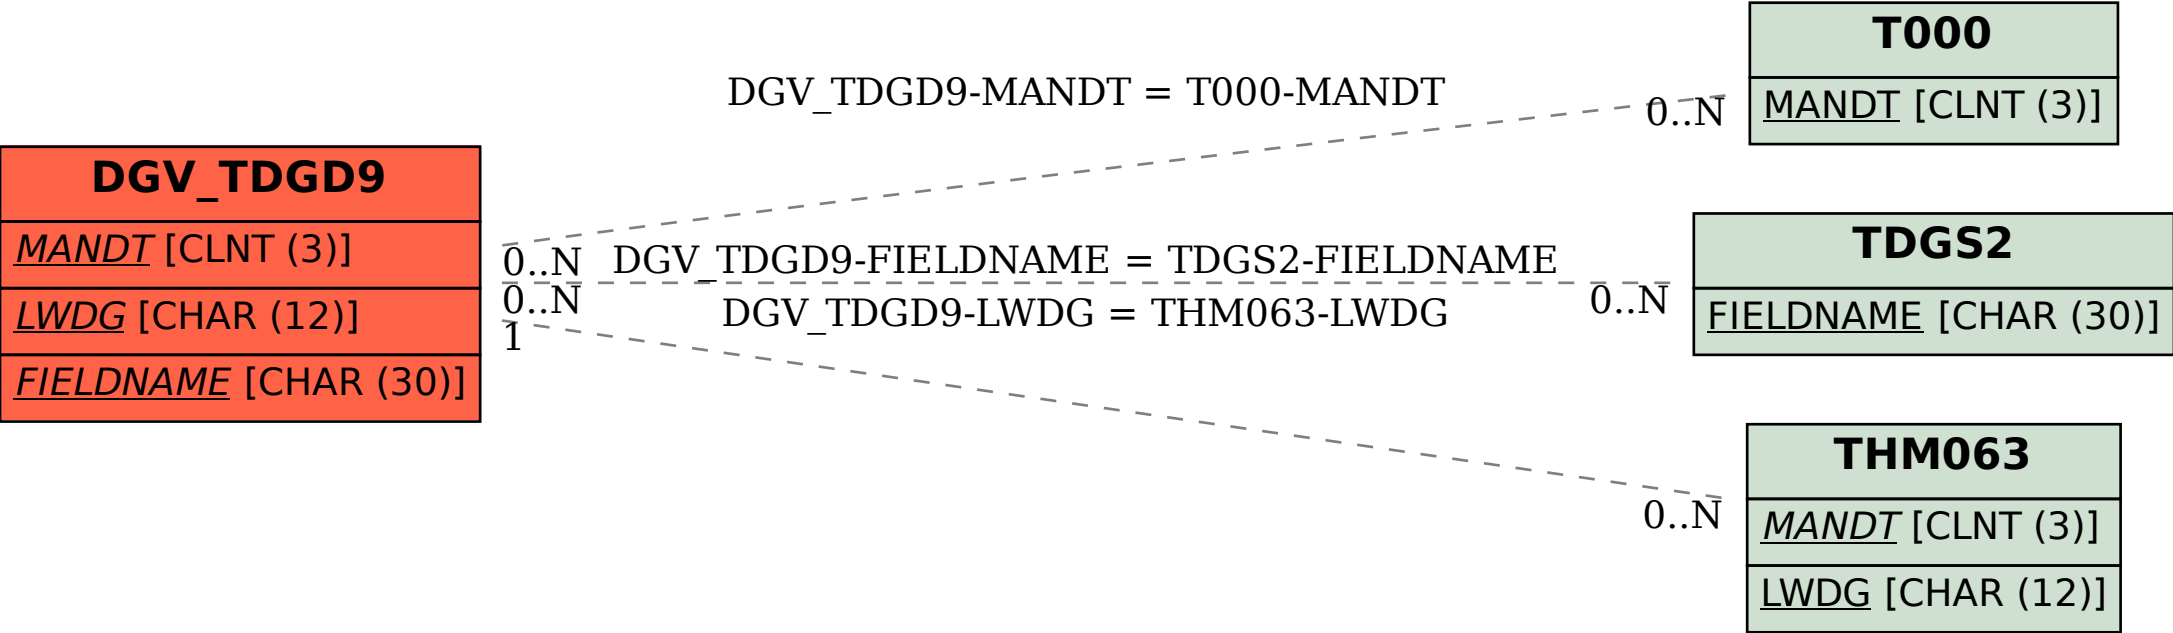 T000
MANDT [CLNT (3)]
DGV_TDGD9-MANDT = T000-MANDT
0..N
DGV_TDGD9
MANDT [CLNT (3)]
LWDG [CHAR (12)]
FIELDNAME [CHAR (30)]
0..N
DGV_TDGD9-FIELDNAME = TDGS2-FIELDNAME
0..N
0..N
TDGS2
FIELDNAME [CHAR (30)]
1
DGV_TDGD9-LWDG = THM063-LWDG
0..N
THM063
MANDT [CLNT (3)]
LWDG [CHAR (12)]